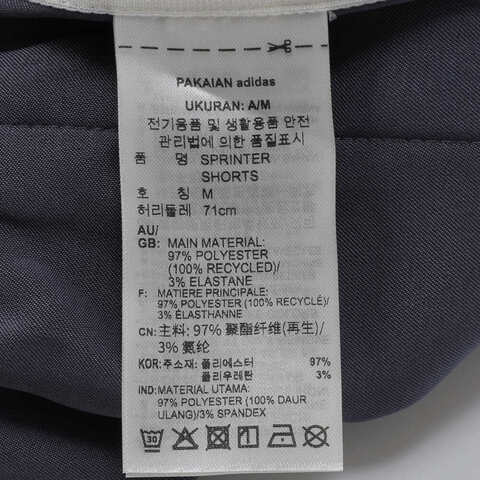 PAKAIAN adidas
UKURAN: A/M
전기용품 및 생활용품 안전
관리법에 의한 품질표시
품 명 SPRINTER
SHORTS
호 칭 M
허리둘레 71cm
AU/
GB: MAIN MATERIAL:
97% POLYESTER
(100% RECYCLED)/
3% ELASTANE
F: MATIERE PRINCIPALE:
97% POLYESTER (100% RECYCLÉ)/
3% ÉLASTHANNE
CN: 主料: 97% 聚酯纤维(再生)/
3% 氨纶
KOR: 주소재: 폴리에스터 97%
폴리우레탄 3%
IND: MATERIAL UTAMA:
97% POLYESTER (100% DAUR
ULANG)/3% SPANDEX
30